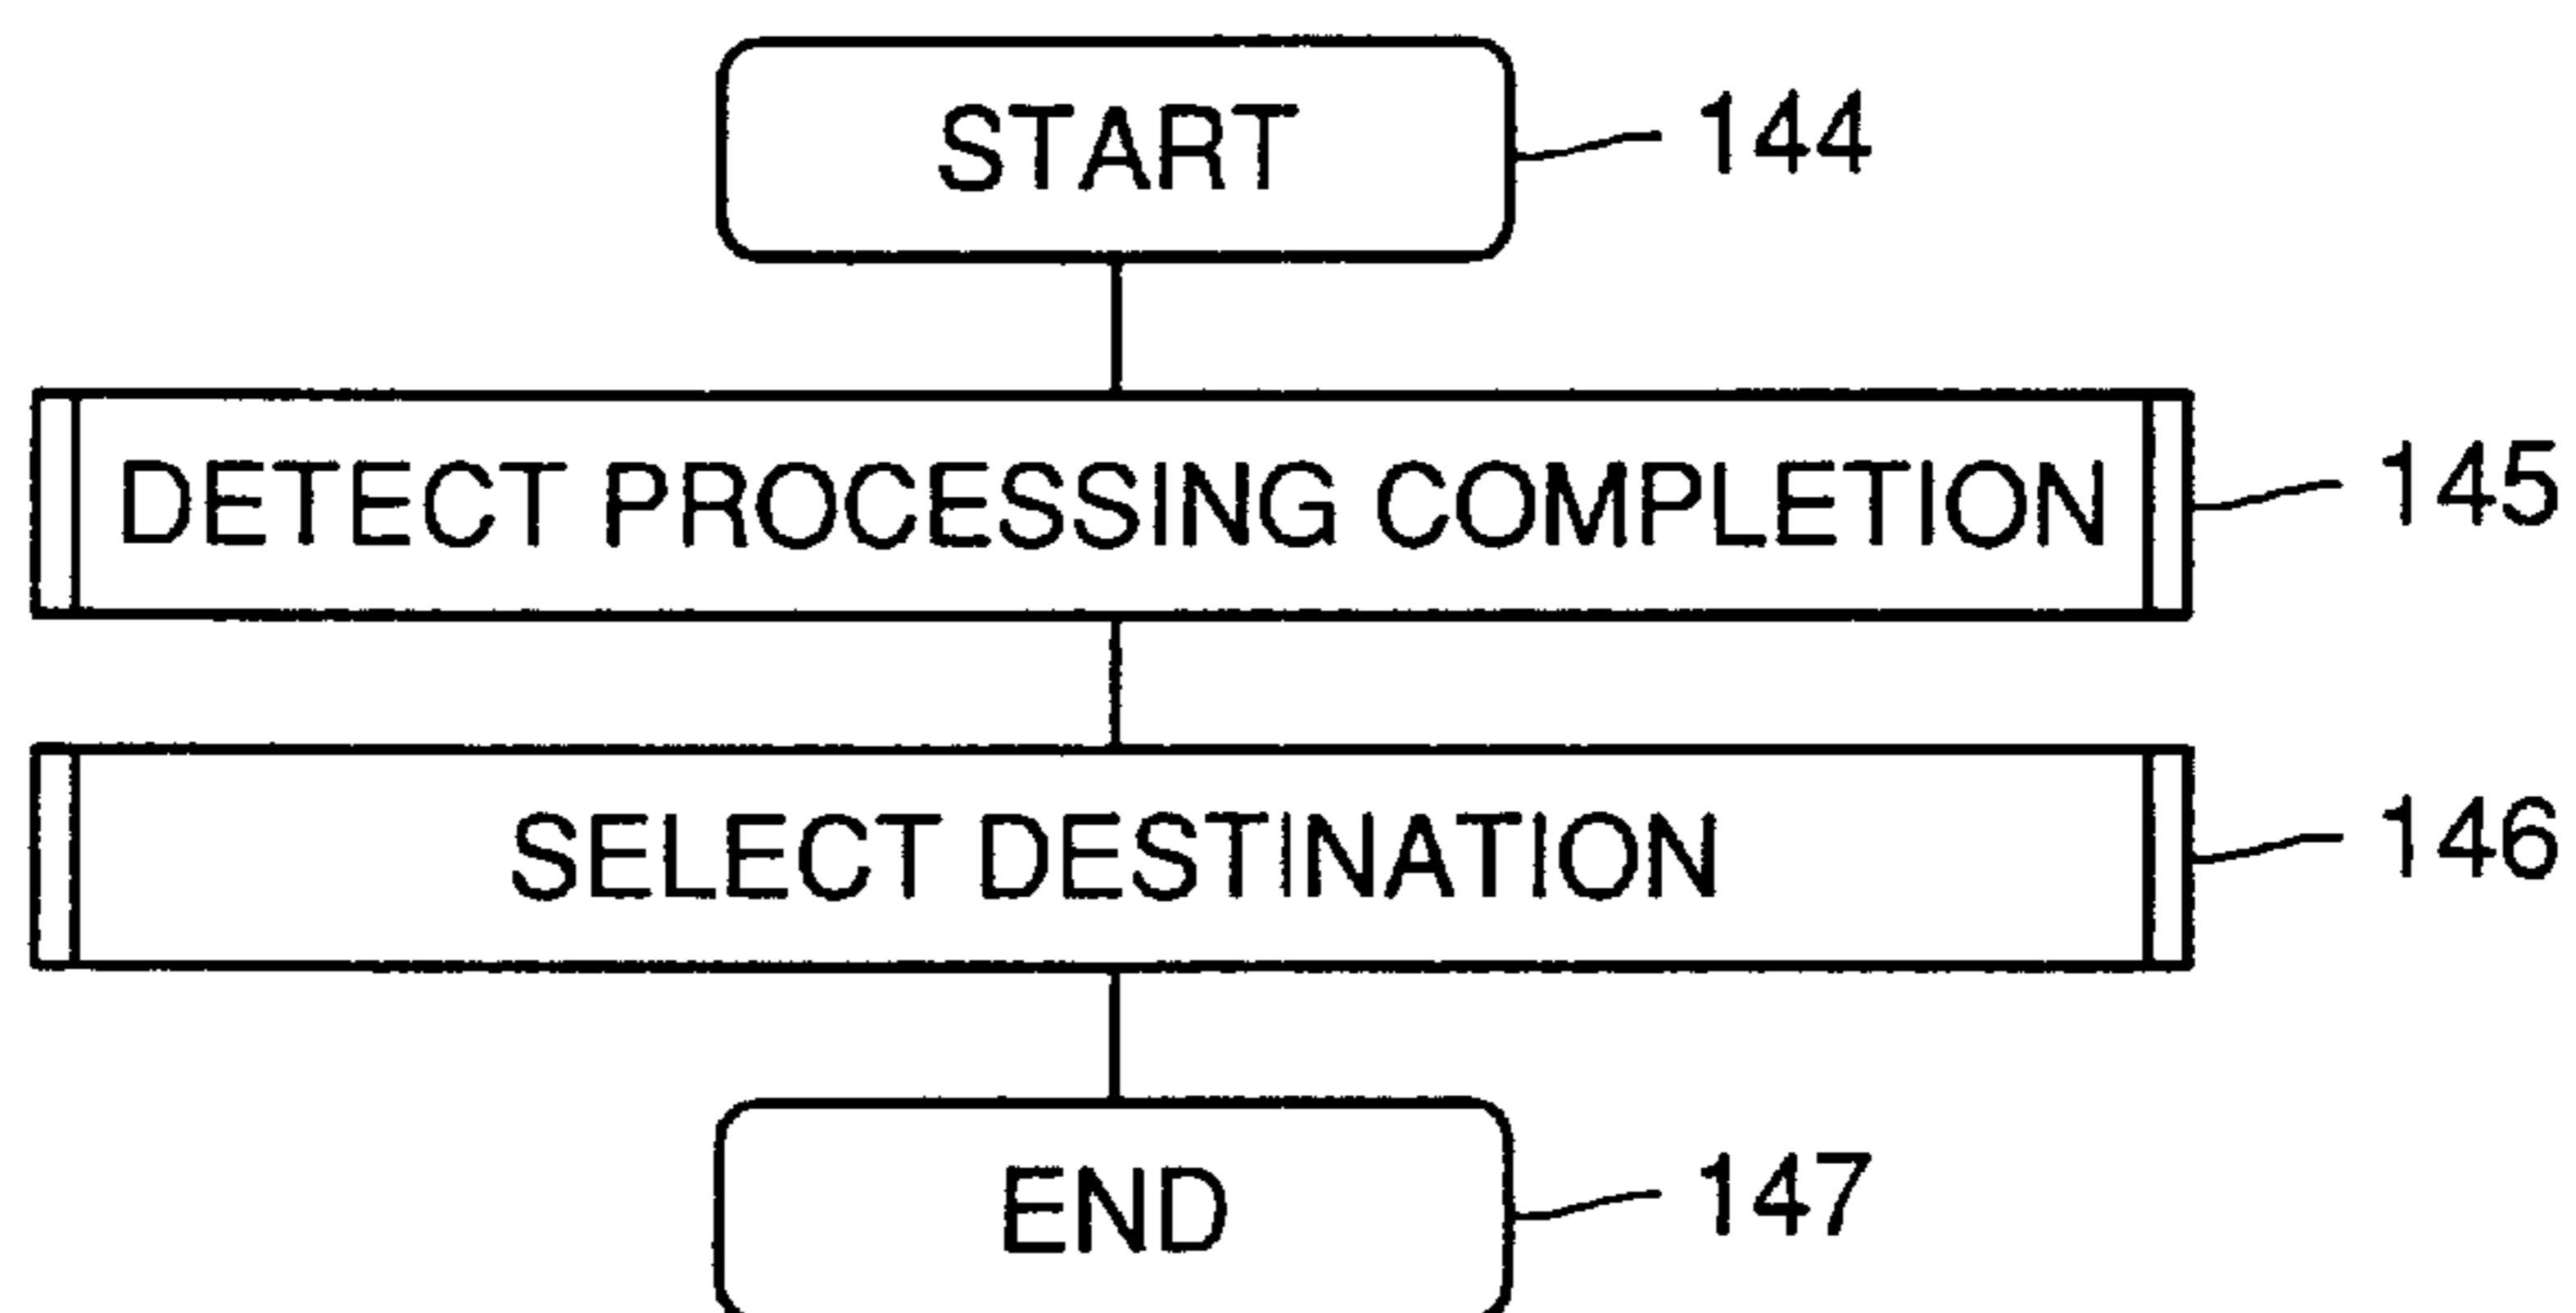 START 144
DETECT PROCESSING COMPLETION 145
SELECT DESTINATION 146
END 147